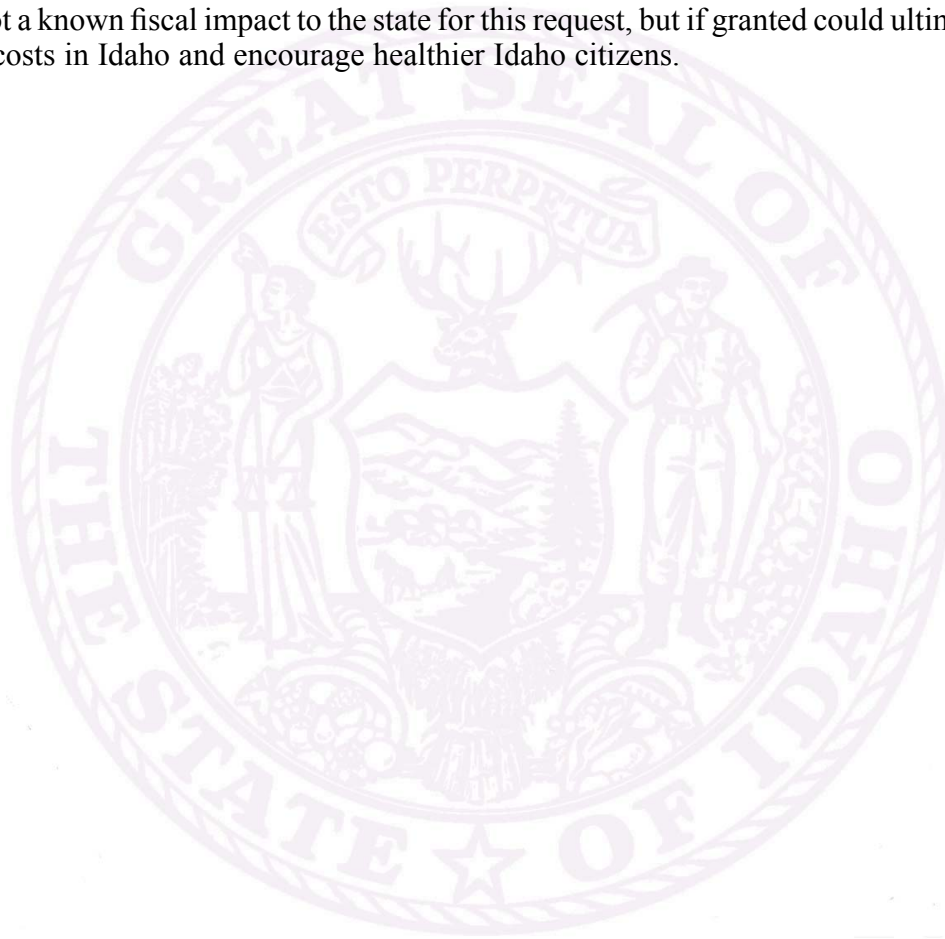 t a known fiscal impact to the state for this request, but if granted could ultin
costs in Idaho and encourage healthier Idaho citizens.
GREAT SEAL OF
ESTO PERPETUA
THE STATE OF IDAHO